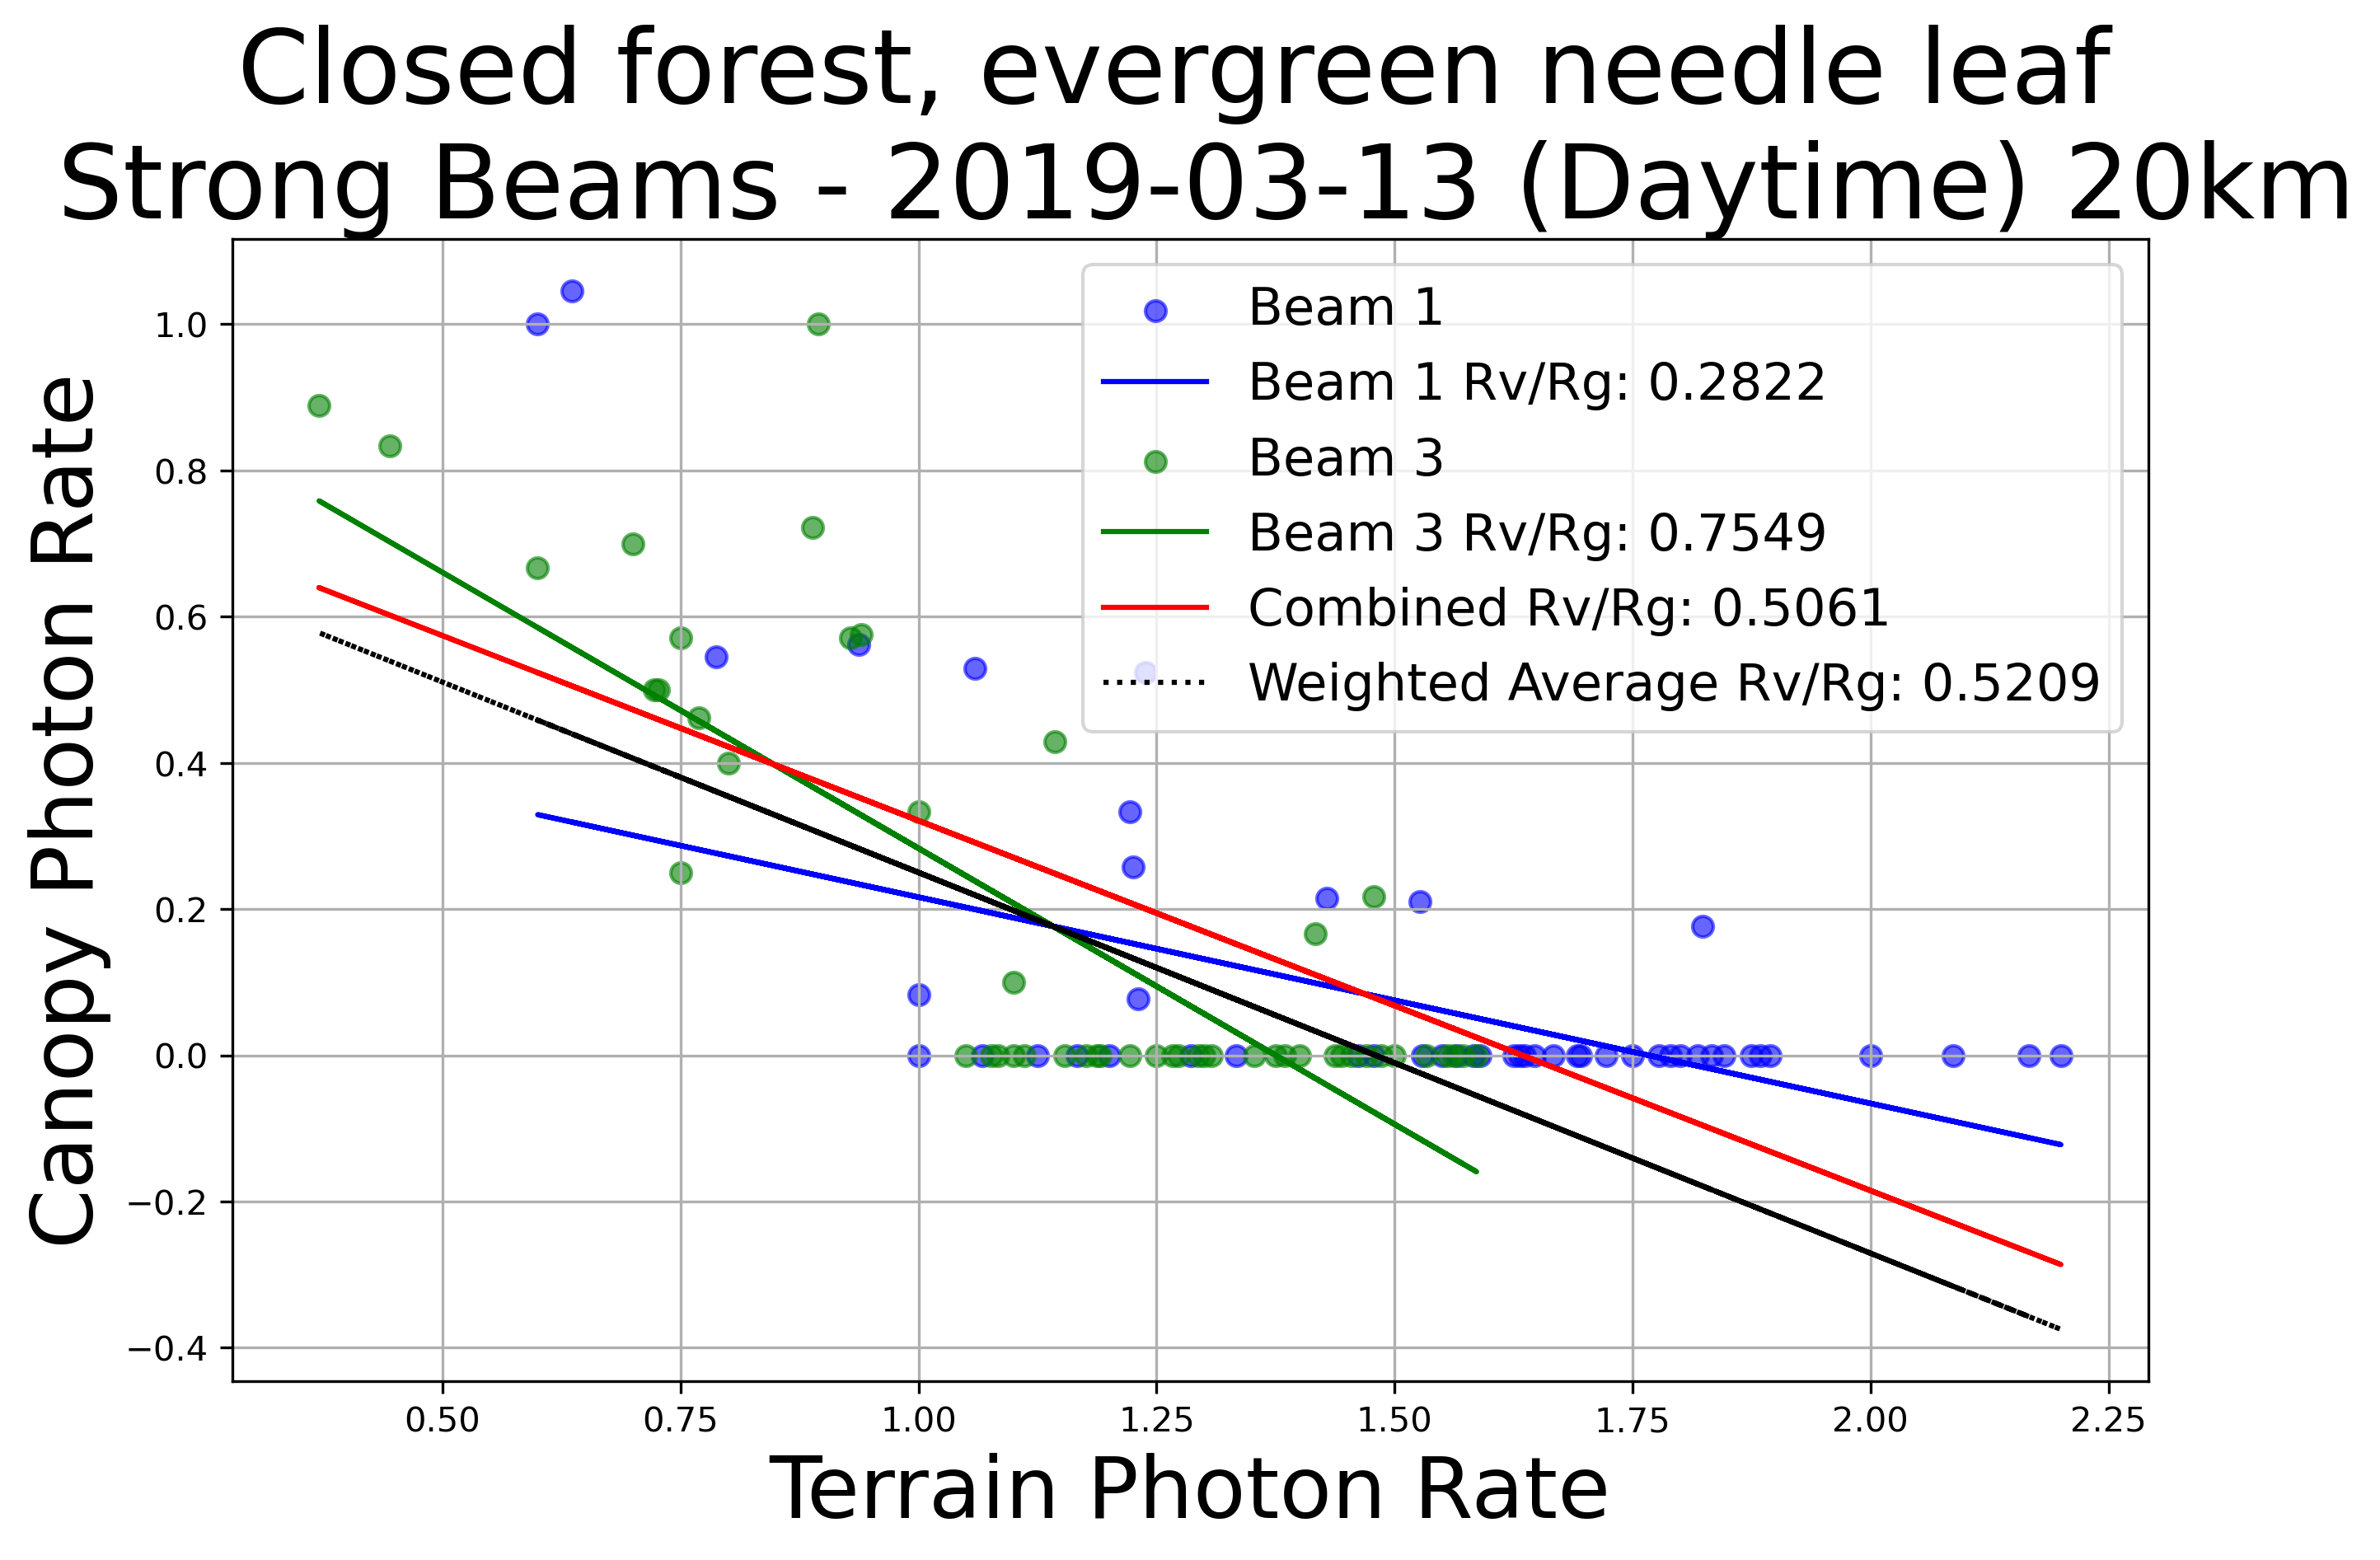 Closed forest, evergreen needle leaf
Strong Beams - 2019-03-13 (Daytime) 20km
Canopy Photon Rate
1.0
0.8
0.6
0.4
0.2
0.0
−0.2
−0.4
Beam 1
Beam 1 Rv/Rg: 0.2822
Beam 3
Beam 3 Rv/Rg: 0.7549
Combined Rv/Rg: 0.5061
Weighted Average Rv/Rg: 0.5209
0.50 0.75 1.00 1.25 1.50 1.75 2.00 2.25
Terrain Photon Rate